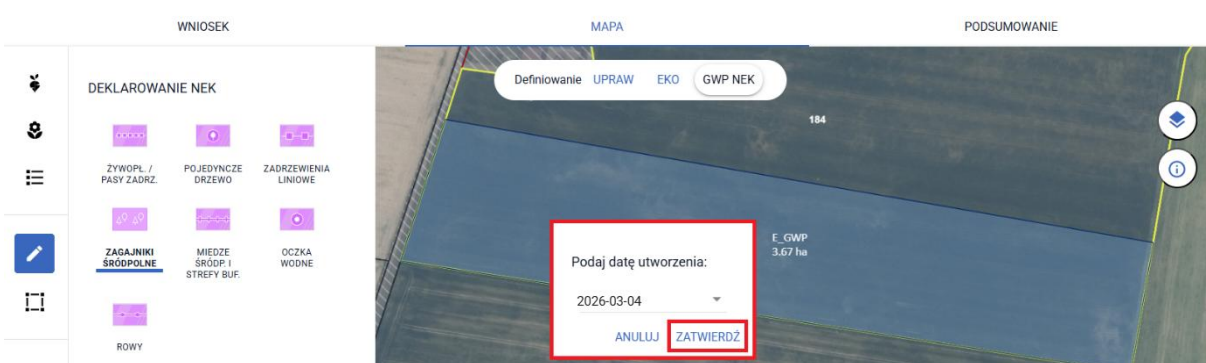 WNIOSEK
MAPA
PODSUMOWANIE
DEKLAROWANIE NEK
ŻYWOPŁ. /
PASY ZADRZ.
POJEDYNCZE
DRZEWO
ZADRZEWIENIA
LINIOWE
ZAGAJNIKI
ŚRÓDPOLNE
MIEDZE
ŚRÓDP. I
STREFY BUF.
OCZKA
WODNE
ROWY
Definiowanie UPRAW EKO GWP NEK
184
E_GWP
3.67 ha
Podaj datę utworzenia:
2026-03-04
ANULUJ ZATWIERDŹ